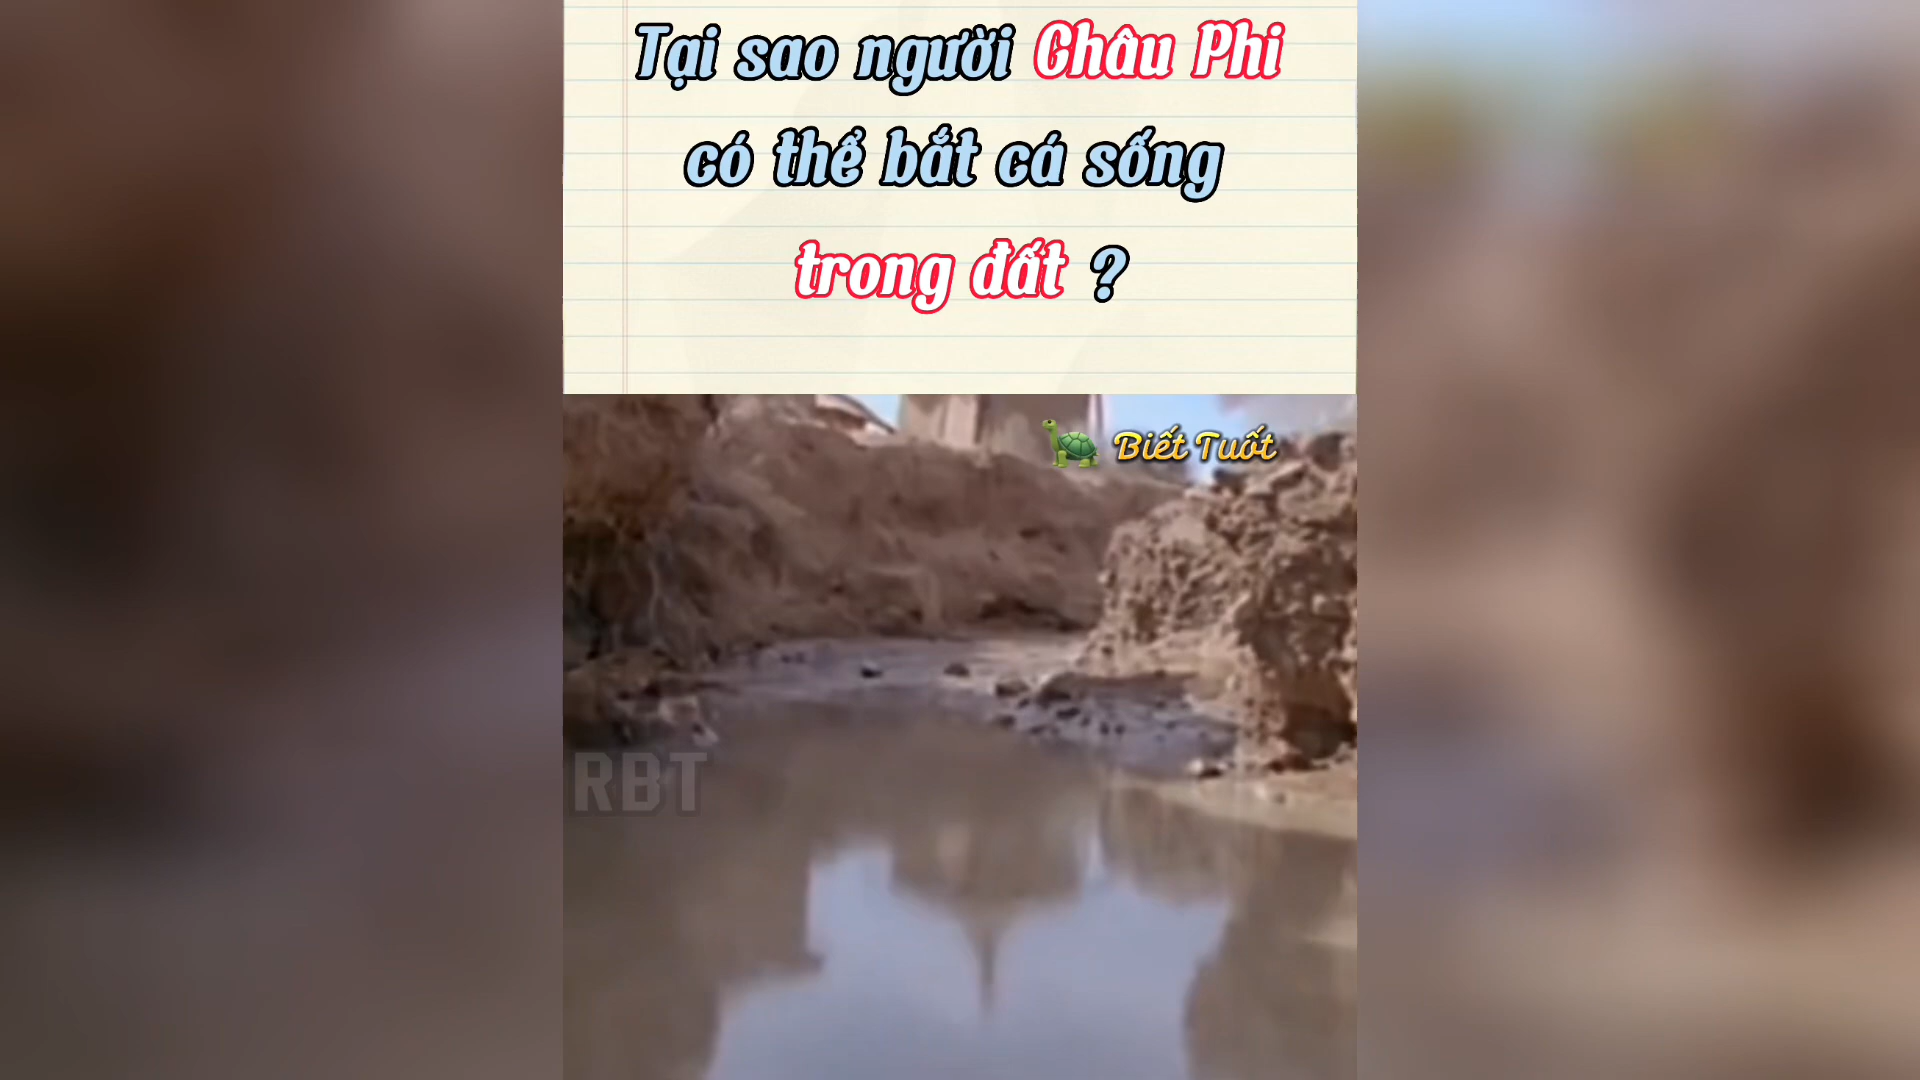 Tại sao người Châu Phi
có thể bắt cá sống
trong đất ?
Biết Tuốt
RBT